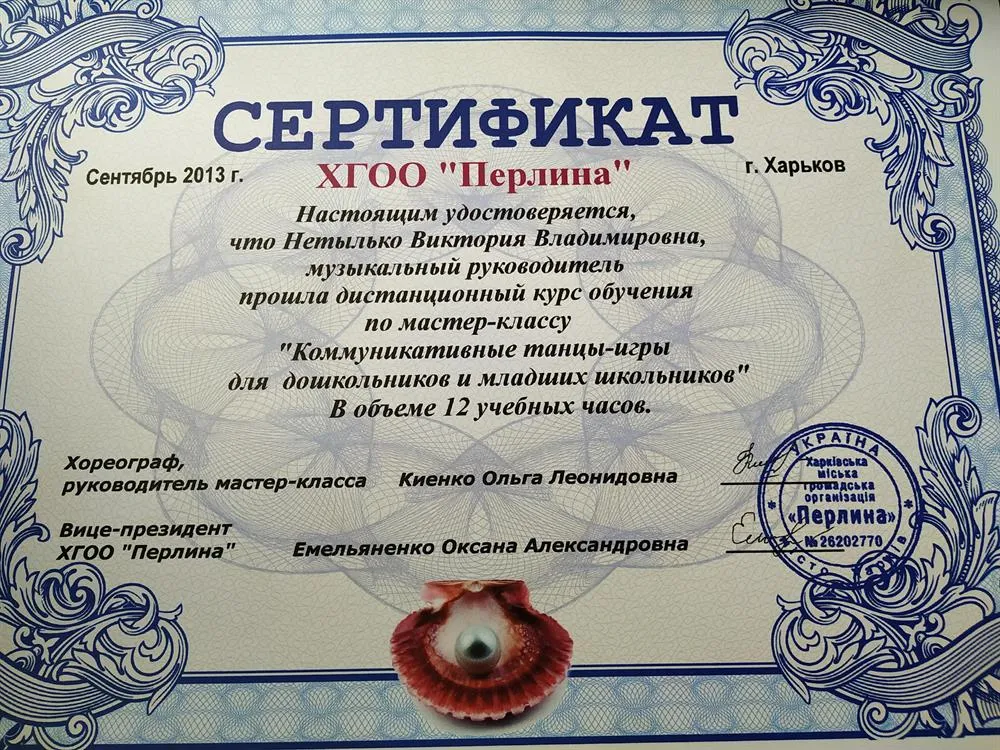 СЕРТИФИКАТ
Сентябрь 2013 г.
ХГОО "Перлина"
г. Харьков
Настоящим удостоверяется,
что Нетылько Виктория Владимировна,
музыкальный руководитель
прошла дистанционный курс обучения
по мастер-классу
"Коммуникативные танцы-игры
для дошкольников и младших школьников"
В объеме 12 учебных часов.
Хореограф,
руководитель мастер-класса
Киенко Ольга Леонидовна
Вице-президент
ХГОО "Перлина"
Емельяненко Оксана Александровна
УКРАЇНА
Харківська
міська
громадська
організація
«Перлина»
№ 26202770